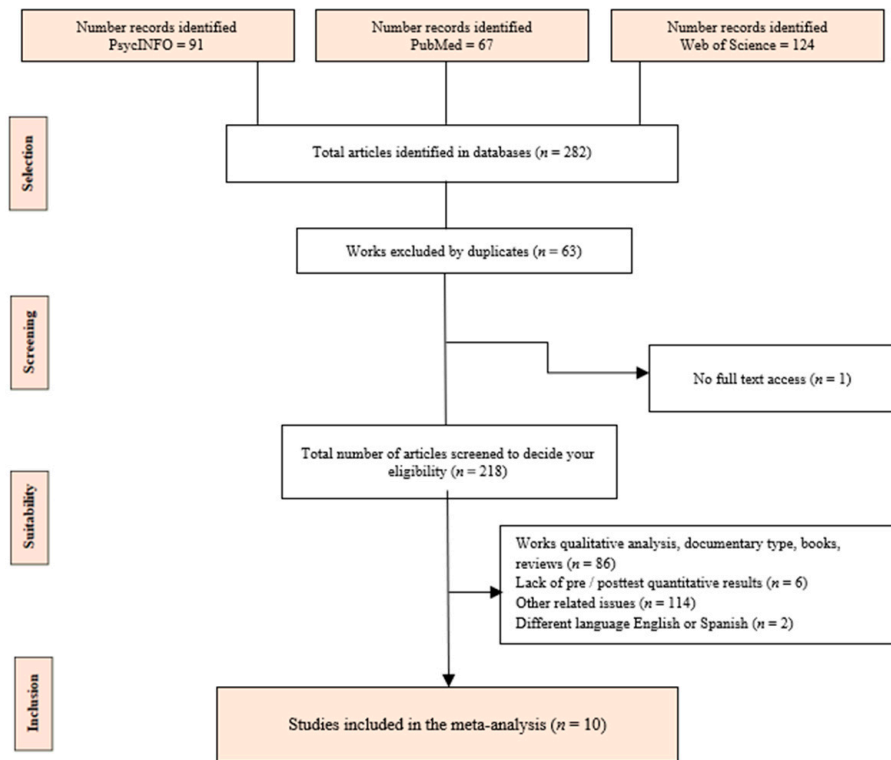 Number records identified
PsycINFO = 91
Number records identified
PubMed = 67
Number records identified
Web of Science = 124
Selection
Total articles identified in databases (n = 282)
Works excluded by duplicates (n = 63)
Screening
No full text access (n = 1)
Total number of articles screened to decide your
eligibility (n = 218)
Suitability
Works qualitative analysis, documentary type, books,
reviews (n = 86)
Lack of pre / posttest quantitative results (n = 6)
Other related issues (n = 114)
Different language English or Spanish (n = 2)
Inclusion
Studies included in the meta-analysis (n = 10)